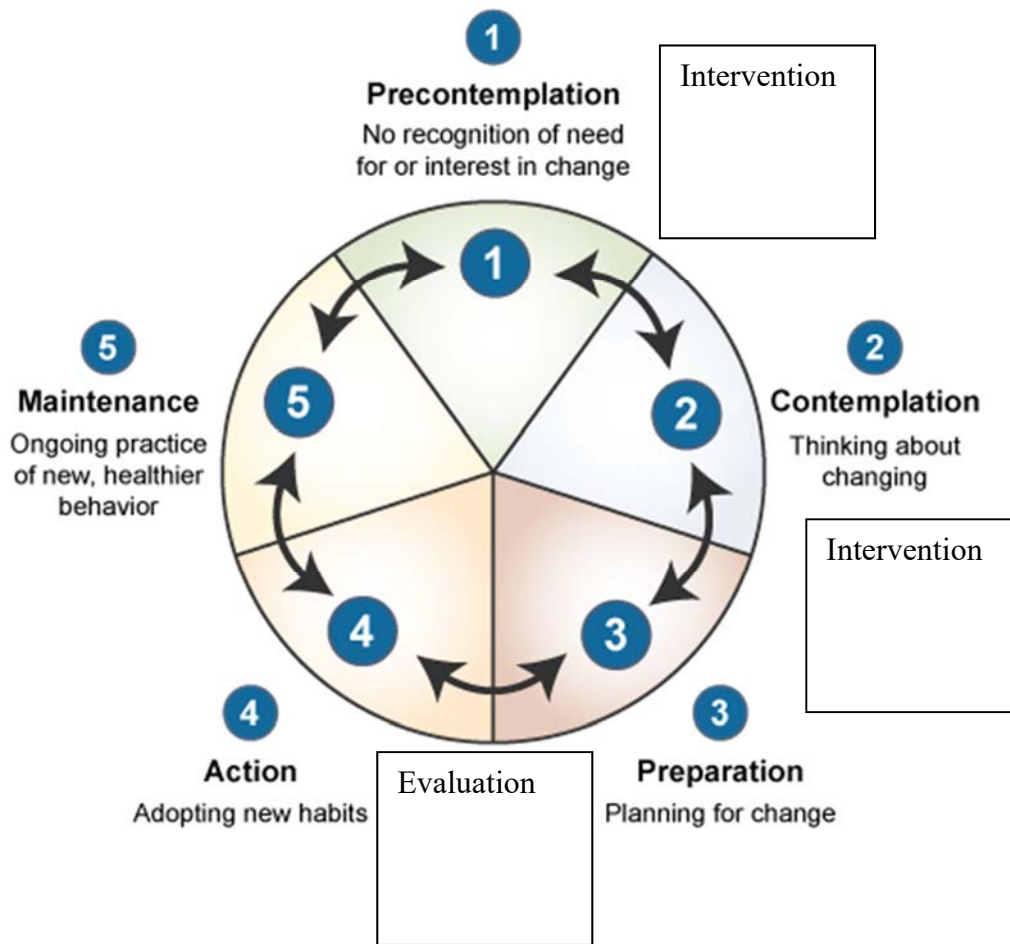 1
Precontemplation
No recognition of need
for or interest in change
Intervention
1
2
3
4
5
2
Contemplation
Thinking about
changing
Intervention
3
Preparation
Planning for change
Evaluation
4
Action
Adopting new habits
5
Maintenance
Ongoing practice
of new, healthier
behavior